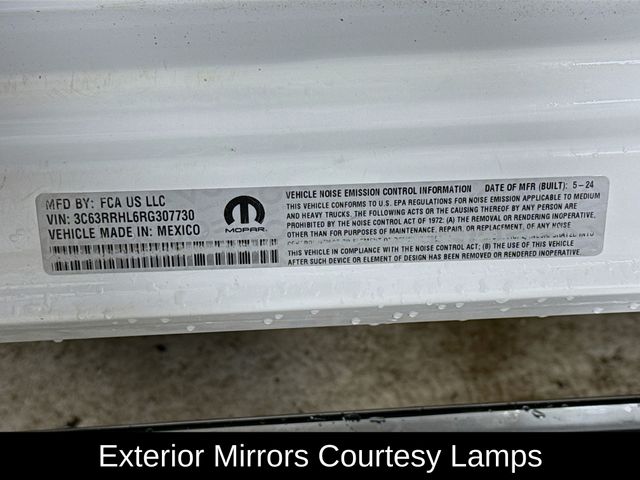 MFD BY: FCA US LLC
VIN: 3C63RRHL6RG307730
VEHICLE MADE IN: MEXICO
MOPAR
VEHICLE NOISE EMISSION CONTROL INFORMATION DATE OF MFR (BUILT): 5-24
THIS VEHICLE CONFORMS TO U.S. EPA REGULATIONS FOR NOISE EMISSION APPLICABLE TO MEDIUM
AND HEAVY TRUCKS. THE FOLLOWING ACTS OR THE CAUSING THEREOF BY ANY PERSON ARE
PROHIBITED BY THE NOISE CONTROL ACT OF 1972: (A) THE REMOVAL OR RENDERING INOPERATIVE
OTHER THAN FOR PURPOSES OF MAINTENANCE, REPAIR, OR REPLACEMENT, OF ANY NOISE
THIS VEHICLE IN COMPLIANCE WITH THE NOISE CONTROL ACT; (B) THE USE OF THIS VEHICLE
AFTER SUCH DEVICE OR ELEMENT OF DESIGN HAS BEEN REMOVED OR RENDERED INOPERATIVE.
Exterior Mirrors Courtesy Lamps